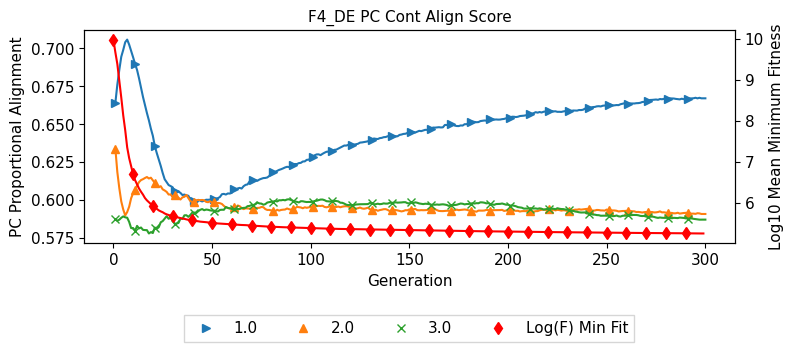 F4_DE PC Cont Align Score
PC Proportional Alignment
0.700
0.675
0.650
0.625
0.600
0.575
10
9
8
7
6
Log10 Mean Minimum Fitness
0 50 100 150 200 250 300
Generation
1.0 2.0 3.0 Log(F) Min Fit